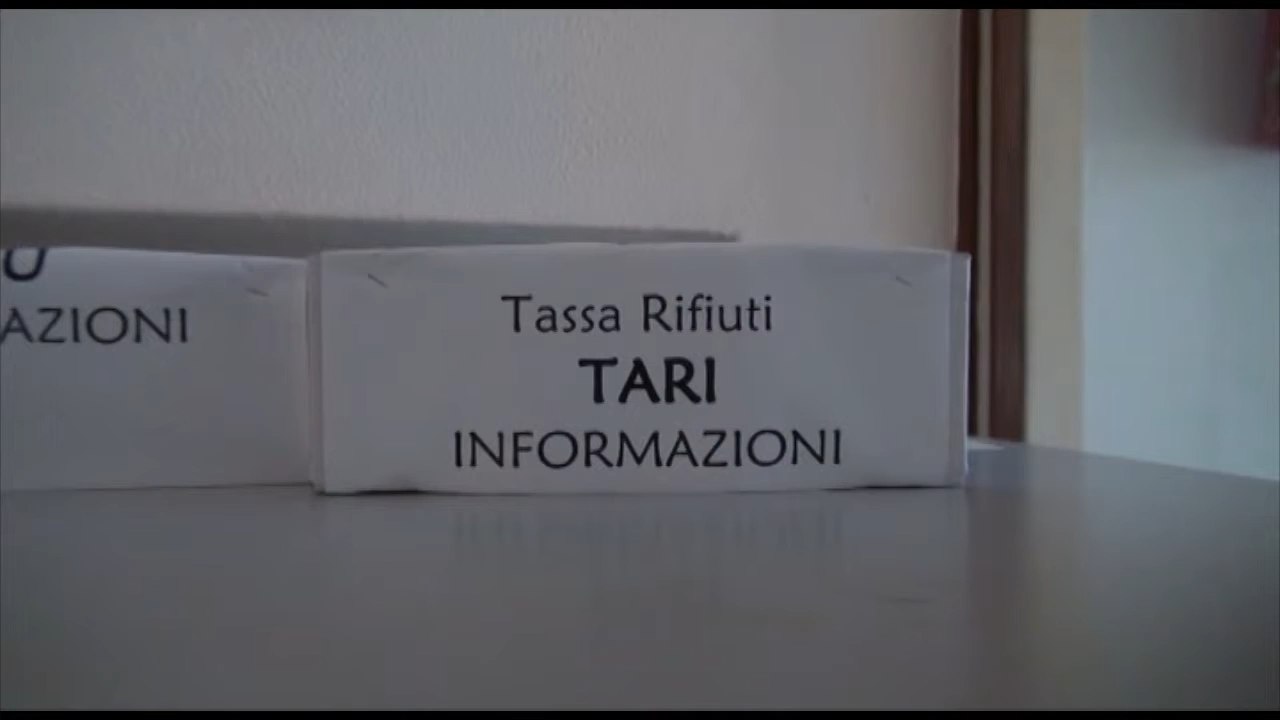 U
AZIONI
Tassa Rifiuti
TARI
INFORMAZIONI